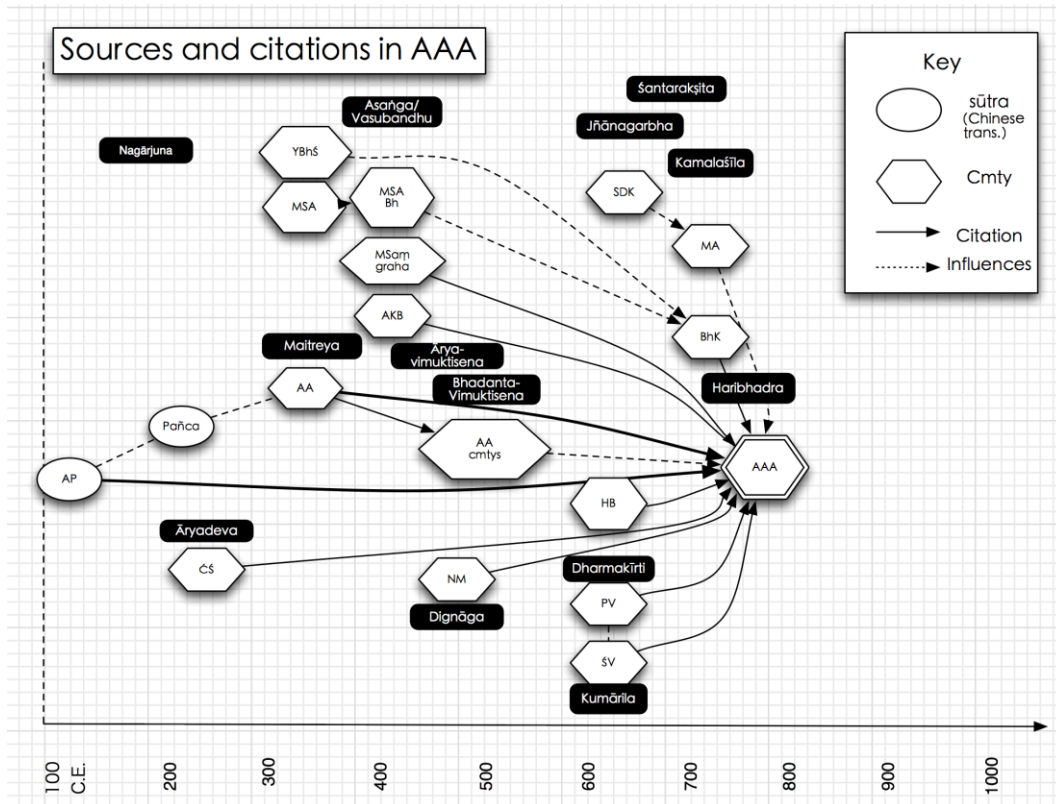 Sources and citations in AAA
Key
sūtra
(Chinese
trans.)
Cmty
Citation
Influences
Śantarakṣita
Asaṅga/
Vasubandhu
Jñānagarbha
Nagārjuna
YBhŚ
Kamalaśīla
MSA
MSA
Bh
SDK
MSaṃ
graha
MA
AKB
BhK
Maitreya
Ārya-
vimuktisena
Bhadanta-
Vimuktisena
Haribhadra
AA
Pañca
AA
cmtys
AAA
AP
HB
Āryadeva
ĊŚ
NM
Dharmakīrti
PV
Dignāga
ŚV
Kumārila
100
C.E.
200
300
400
500
600
700
800
900
1000